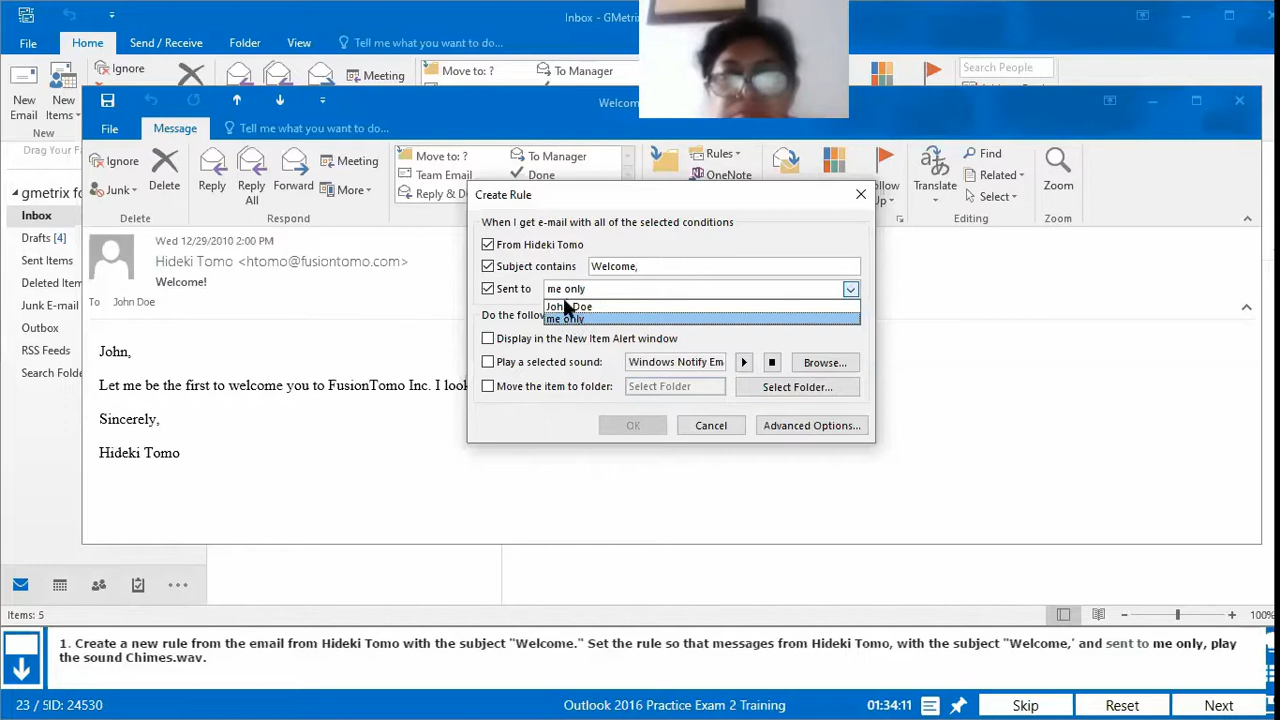 Inbox - GMetrix
File Home Send / Receive Folder View Tell me what you want to do...
Ignore Meeting Move to: ? To Manager Search People
New Email New Items
New
Drag Your Fa
Welcome
File Message Tell me what you want to do...
Ignore Junk Delete Reply Reply All Forward Meeting More
Move to: ? To Manager
Team Email Done
Reply & D
Rules OneNote Translate Find Related Select Zoom
Delete Respond Editing Zoom
gmetrix fo
Inbox
Drafts [4]
Sent Items
Deleted Item
Junk E-mail
Outbox
RSS Feeds
Search Folder
Wed 12/29/2010 2:00 PM
Hideki Tomo <htomo@fusiontomo.com>
Welcome!
To John Doe
John,
Let me be the first to welcome you to FusionTomo Inc. I look
Sincerely,
Hideki Tomo
Create Rule
When I get e-mail with all of the selected conditions
From Hideki Tomo
Subject contains Welcome,
Sent to me only
John Doe
me only
Do the follow
Display in the New Item Alert window
Play a selected sound: Windows Notify Em Browse...
Move the item to folder: Select Folder Select Folder...
OK Cancel Advanced Options...
Items: 5 100%
1. Create a new rule from the email from Hideki Tomo with the subject "Welcome." Set the rule so that messages from Hideki Tomo, with the subject "Welcome,' and sent to me only, play
the sound Chimes.wav.
23 / 5ID: 24530 Outlook 2016 Practice Exam 2 Training 01:34:11 Skip Reset Next